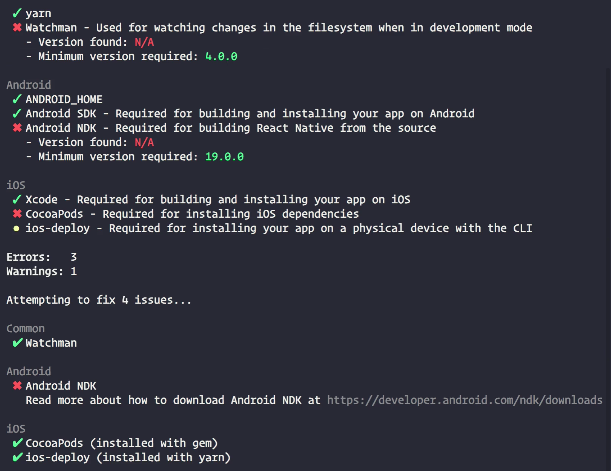 ✓ yarn
✖ Watchman - Used for watching changes in the filesystem when in development mode
- Version found: N/A
- Minimum version required: 4.0.0
Android
✓ ANDROID_HOME
✓ Android SDK - Required for building and installing your app on Android
✖ Android NDK - Required for building React Native from the source
- Version found: N/A
- Minimum version required: 19.0.0
iOS
✓ Xcode - Required for building and installing your app on iOS
✖ CocoaPods - Required for installing iOS dependencies
● ios-deploy - Required for installing your app on a physical device with the CLI
Errors: 3
Warnings: 1
Attempting to fix 4 issues...
Common
✔ Watchman
Android
✖ Android NDK
Read more about how to download Android NDK at https://developer.android.com/ndk/downloads
iOS
✔ CocoaPods (installed with gem)
✔ ios-deploy (installed with yarn)